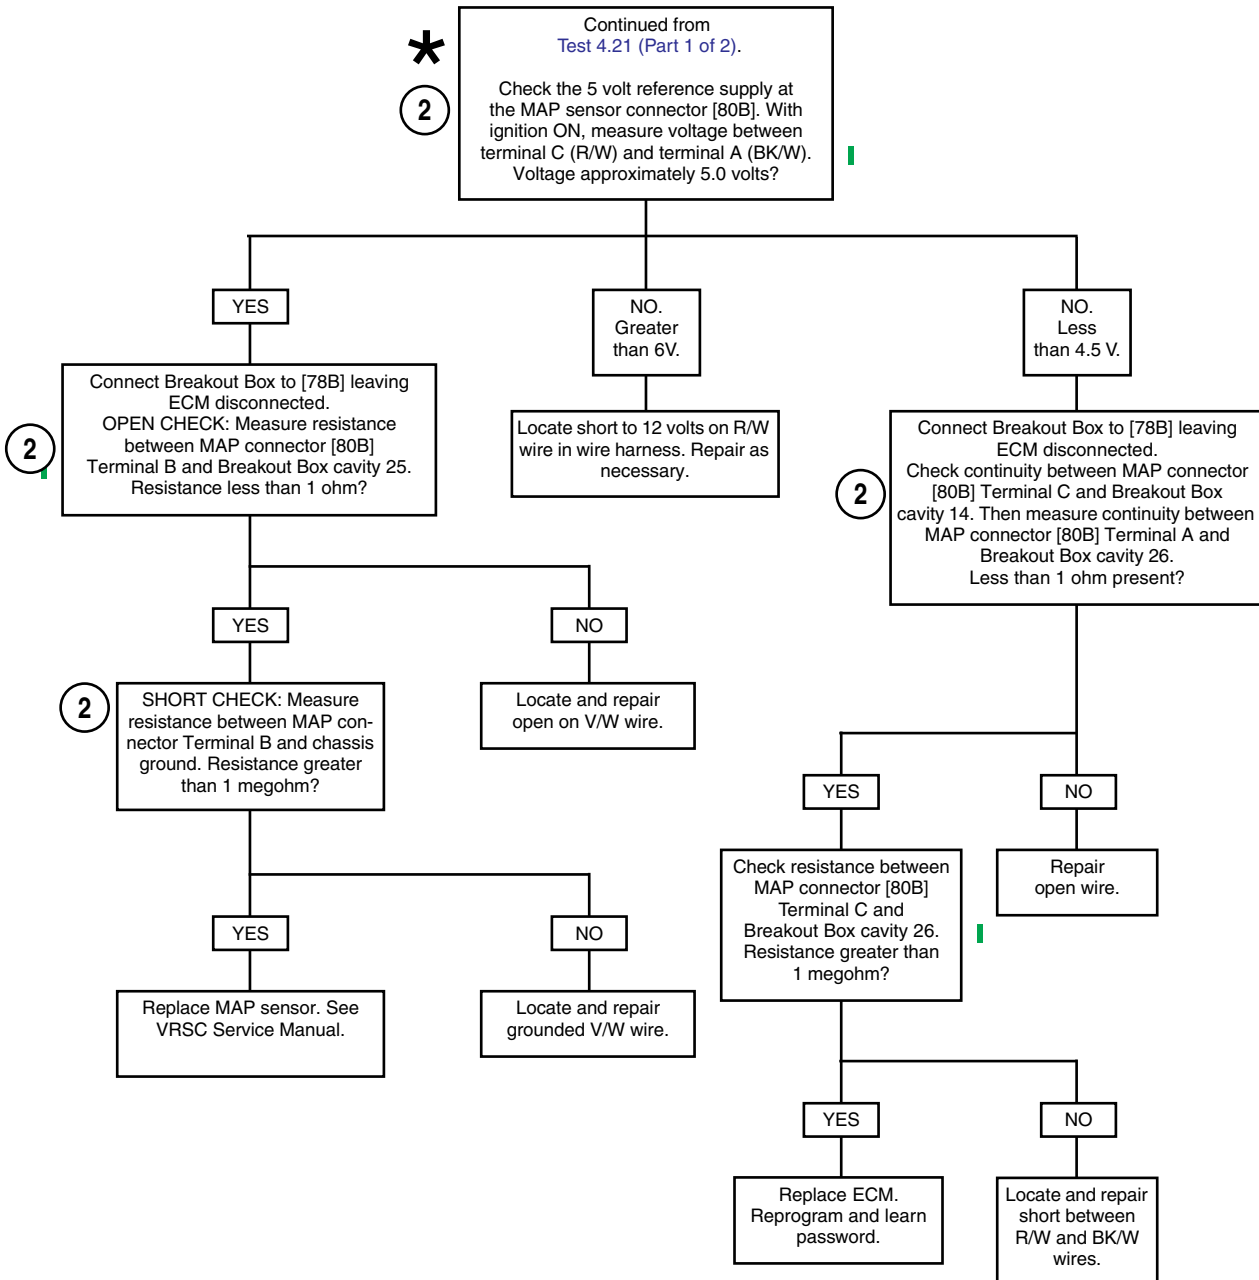 *
2
Continued from
Test 4.21 (Part 1 of 2).
Check the 5 volt reference supply at
the MAP sensor connector [80B]. With
ignition ON, measure voltage between
terminal C (R/W) and terminal A (BK/W).
Voltage approximately 5.0 volts?
YES
NO.
Greater
than 6V.
NO.
Less
than 4.5 V.
2
Connect Breakout Box to [78B] leaving
ECM disconnected.
OPEN CHECK: Measure resistance
between MAP connector [80B]
Terminal B and Breakout Box cavity 25.
Resistance less than 1 ohm?
Locate short to 12 volts on R/W
wire in wire harness. Repair as
necessary.
2
Connect Breakout Box to [78B] leaving
ECM disconnected.
Check continuity between MAP connector
[80B] Terminal C and Breakout Box
cavity 14. Then measure continuity between
MAP connector [80B] Terminal A and
Breakout Box cavity 26.
Less than 1 ohm present?
YES
NO
2
SHORT CHECK: Measure
resistance between MAP con-
nector Terminal B and chassis
ground. Resistance greater
than 1 megohm?
Locate and repair
open on V/W wire.
YES
NO
Check resistance between
MAP connector [80B]
Terminal C and
Breakout Box cavity 26.
Resistance greater than
1 megohm?
Repair
open wire.
YES
NO
Replace MAP sensor. See
VRSC Service Manual.
Locate and repair
grounded V/W wire.
YES
NO
Replace ECM.
Reprogram and learn
password.
Locate and repair
short between
R/W and BK/W
wires.